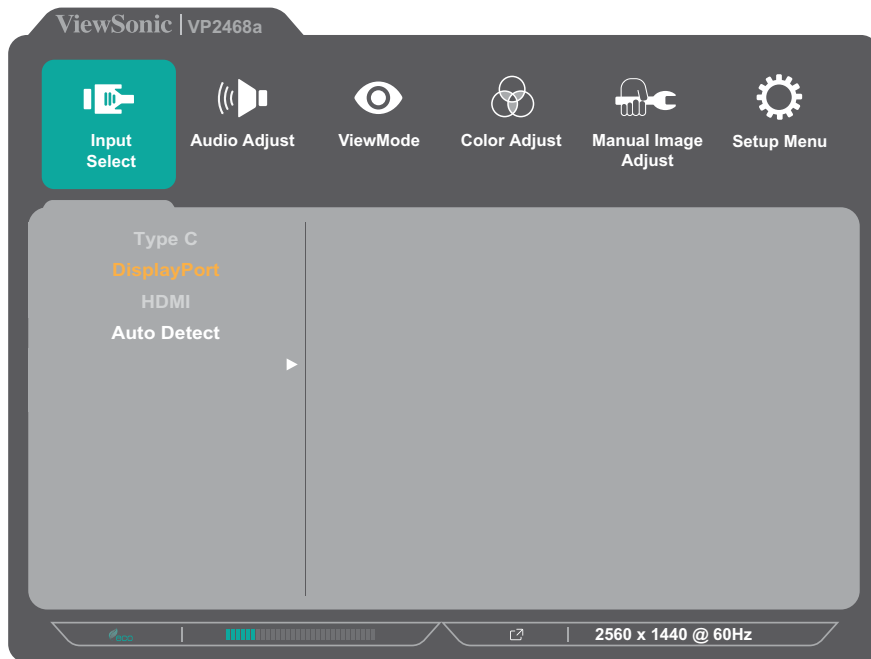 ViewSonic | VP2468a
Input
Select
Audio Adjust
ViewMode
Color Adjust
Manual Image
Adjust
Setup Menu
Type C
DisplayPort
HDMI
Auto Detect
eco
2560 x 1440 @ 60Hz